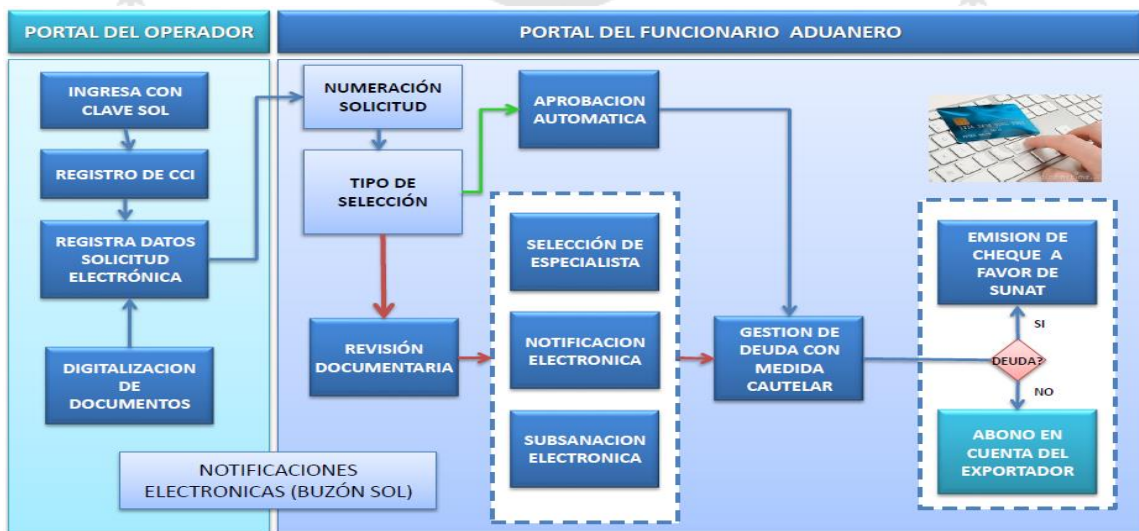 PORTAL DEL OPERADOR
PORTAL DEL FUNCIONARIO ADUANERO
INGRESA CON
CLAVE SOL
REGISTRO DE CCI
REGISTRA DATOS
SOLICITUD
ELECTRÓNICA
DIGITALIZACION
DE
DOCUMENTOS
NUMERACIÓN
SOLICITUD
TIPO DE
SELECCIÓN
REVISIÓN
DOCUMENTARIA
NOTIFICACIONES
ELECTRONICAS (BUZÓN SOL)
APROBACION
AUTOMATICA
SELECCIÓN DE
ESPECIALISTA
NOTIFICACION
ELECTRONICA
SUBSANACION
ELECTRONICA
GESTION DE
DEUDA CON
MEDIDA
CAUTELAR
EMISION DE
CHEQUE A
FAVOR DE
SUNAT
SI
DEUDA?
NO
ABONO EN
CUENTA DEL
EXPORTADOR